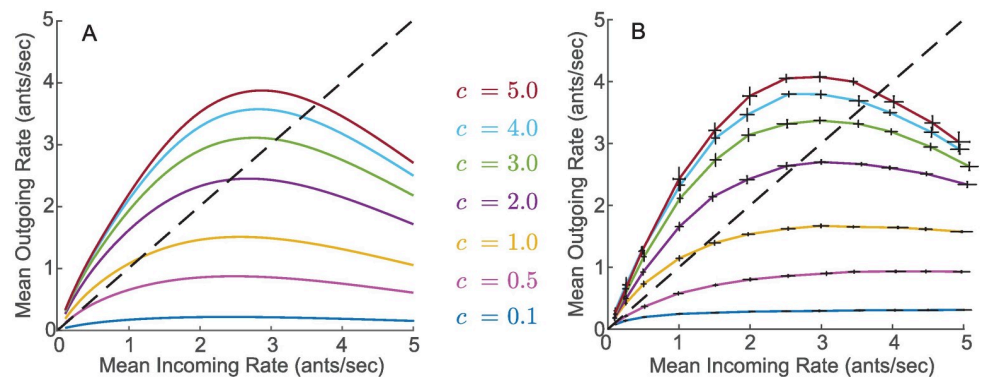 A
Mean Outgoing Rate (ants/sec)
5
4
3
2
1
0
0 1 2 3 4 5
Mean Incoming Rate (ants/sec)
c = 5.0
c = 4.0
c = 3.0
c = 2.0
c = 1.0
c = 0.5
c = 0.1
B
Mean Outgoing Rate (ants/sec)
5
4
3
2
1
0
0 1 2 3 4 5
Mean Incoming Rate (ants/sec)